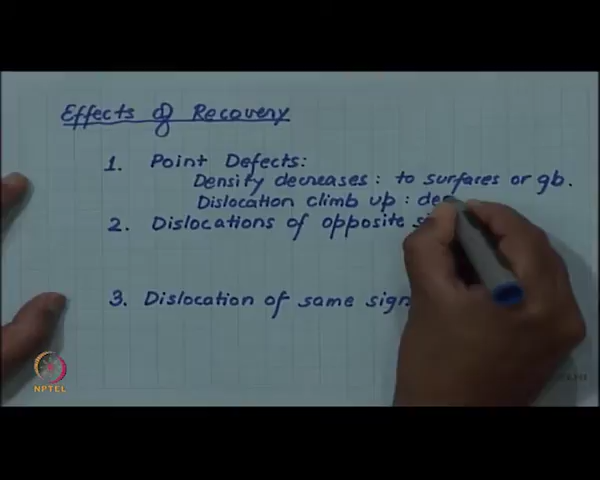 Effects of Recovery
1. Point Defects:
Density decreases : to surfaces or gb.
Dislocation climb up : de
2. Dislocations of opposite
3. Dislocation of same sign
NPTEL